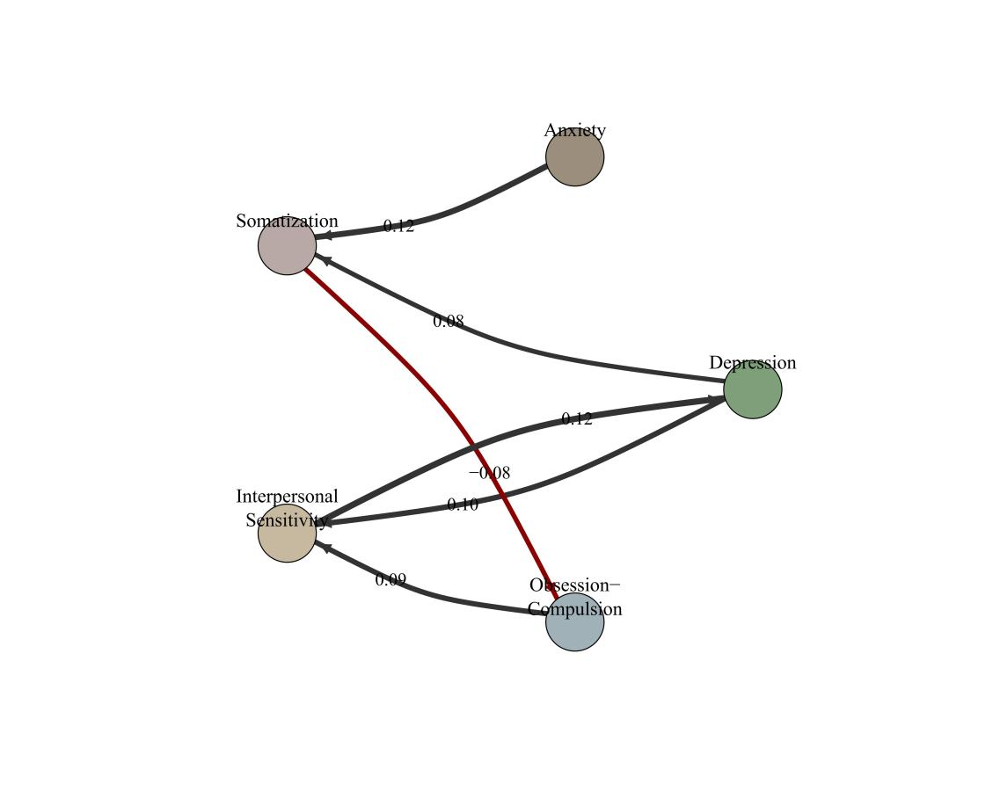 Anxiety
Somatization
0.12
0.08
Depression
0.12
−0.08
Interpersonal
Sensitivity
0.10
0.09
Obsession−
Compulsion